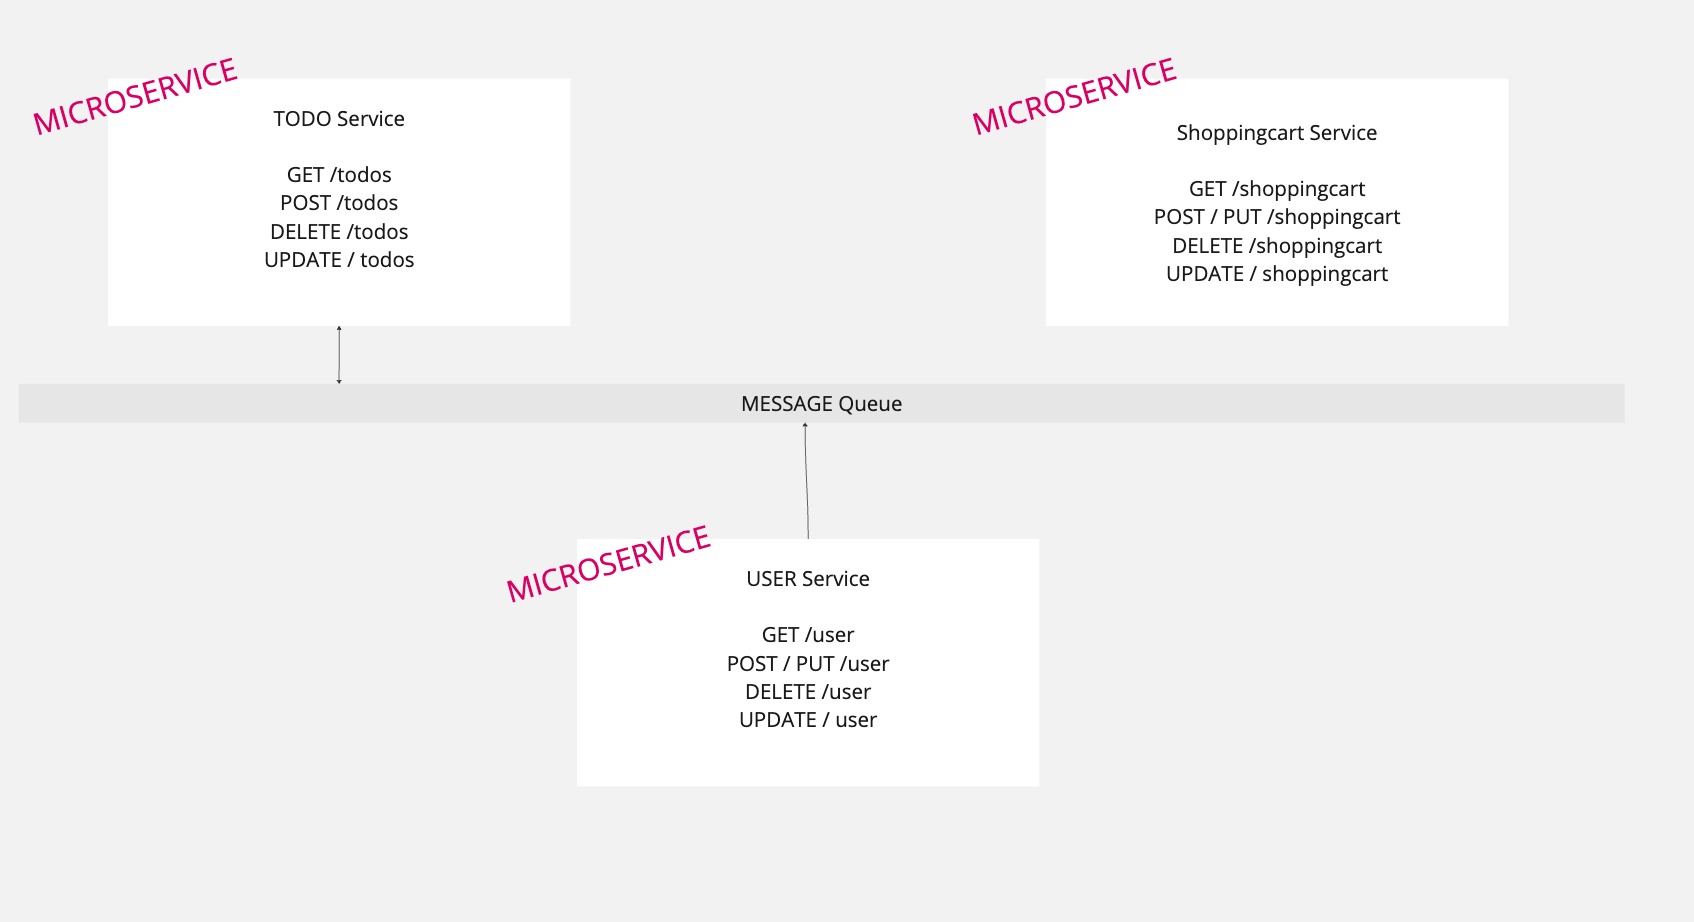 MICROSERVICE
TODO Service
GET /todos
POST /todos
DELETE /todos
UPDATE / todos
MICROSERVICE
Shoppingcart Service
GET /shoppingcart
POST / PUT /shoppingcart
DELETE /shoppingcart
UPDATE / shoppingcart
MESSAGE Queue
MICROSERVICE
USER Service
GET /user
POST / PUT /user
DELETE /user
UPDATE / user